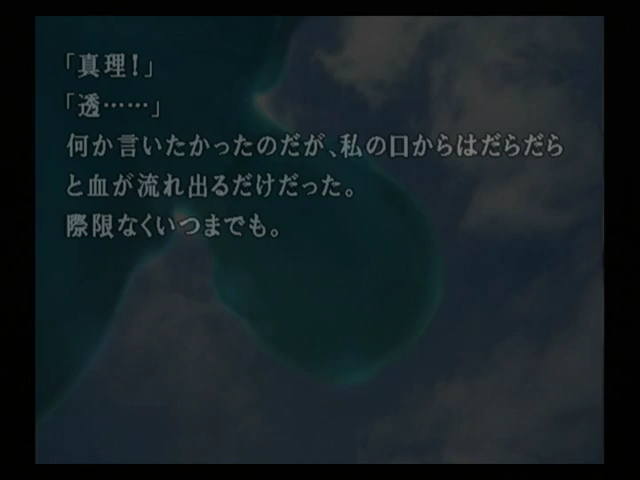 「真理!」
「透……」
何か言いたかったのだが、私の口からはだらだら
と血が流れ出るだけだった。
際限なくいつまでも。